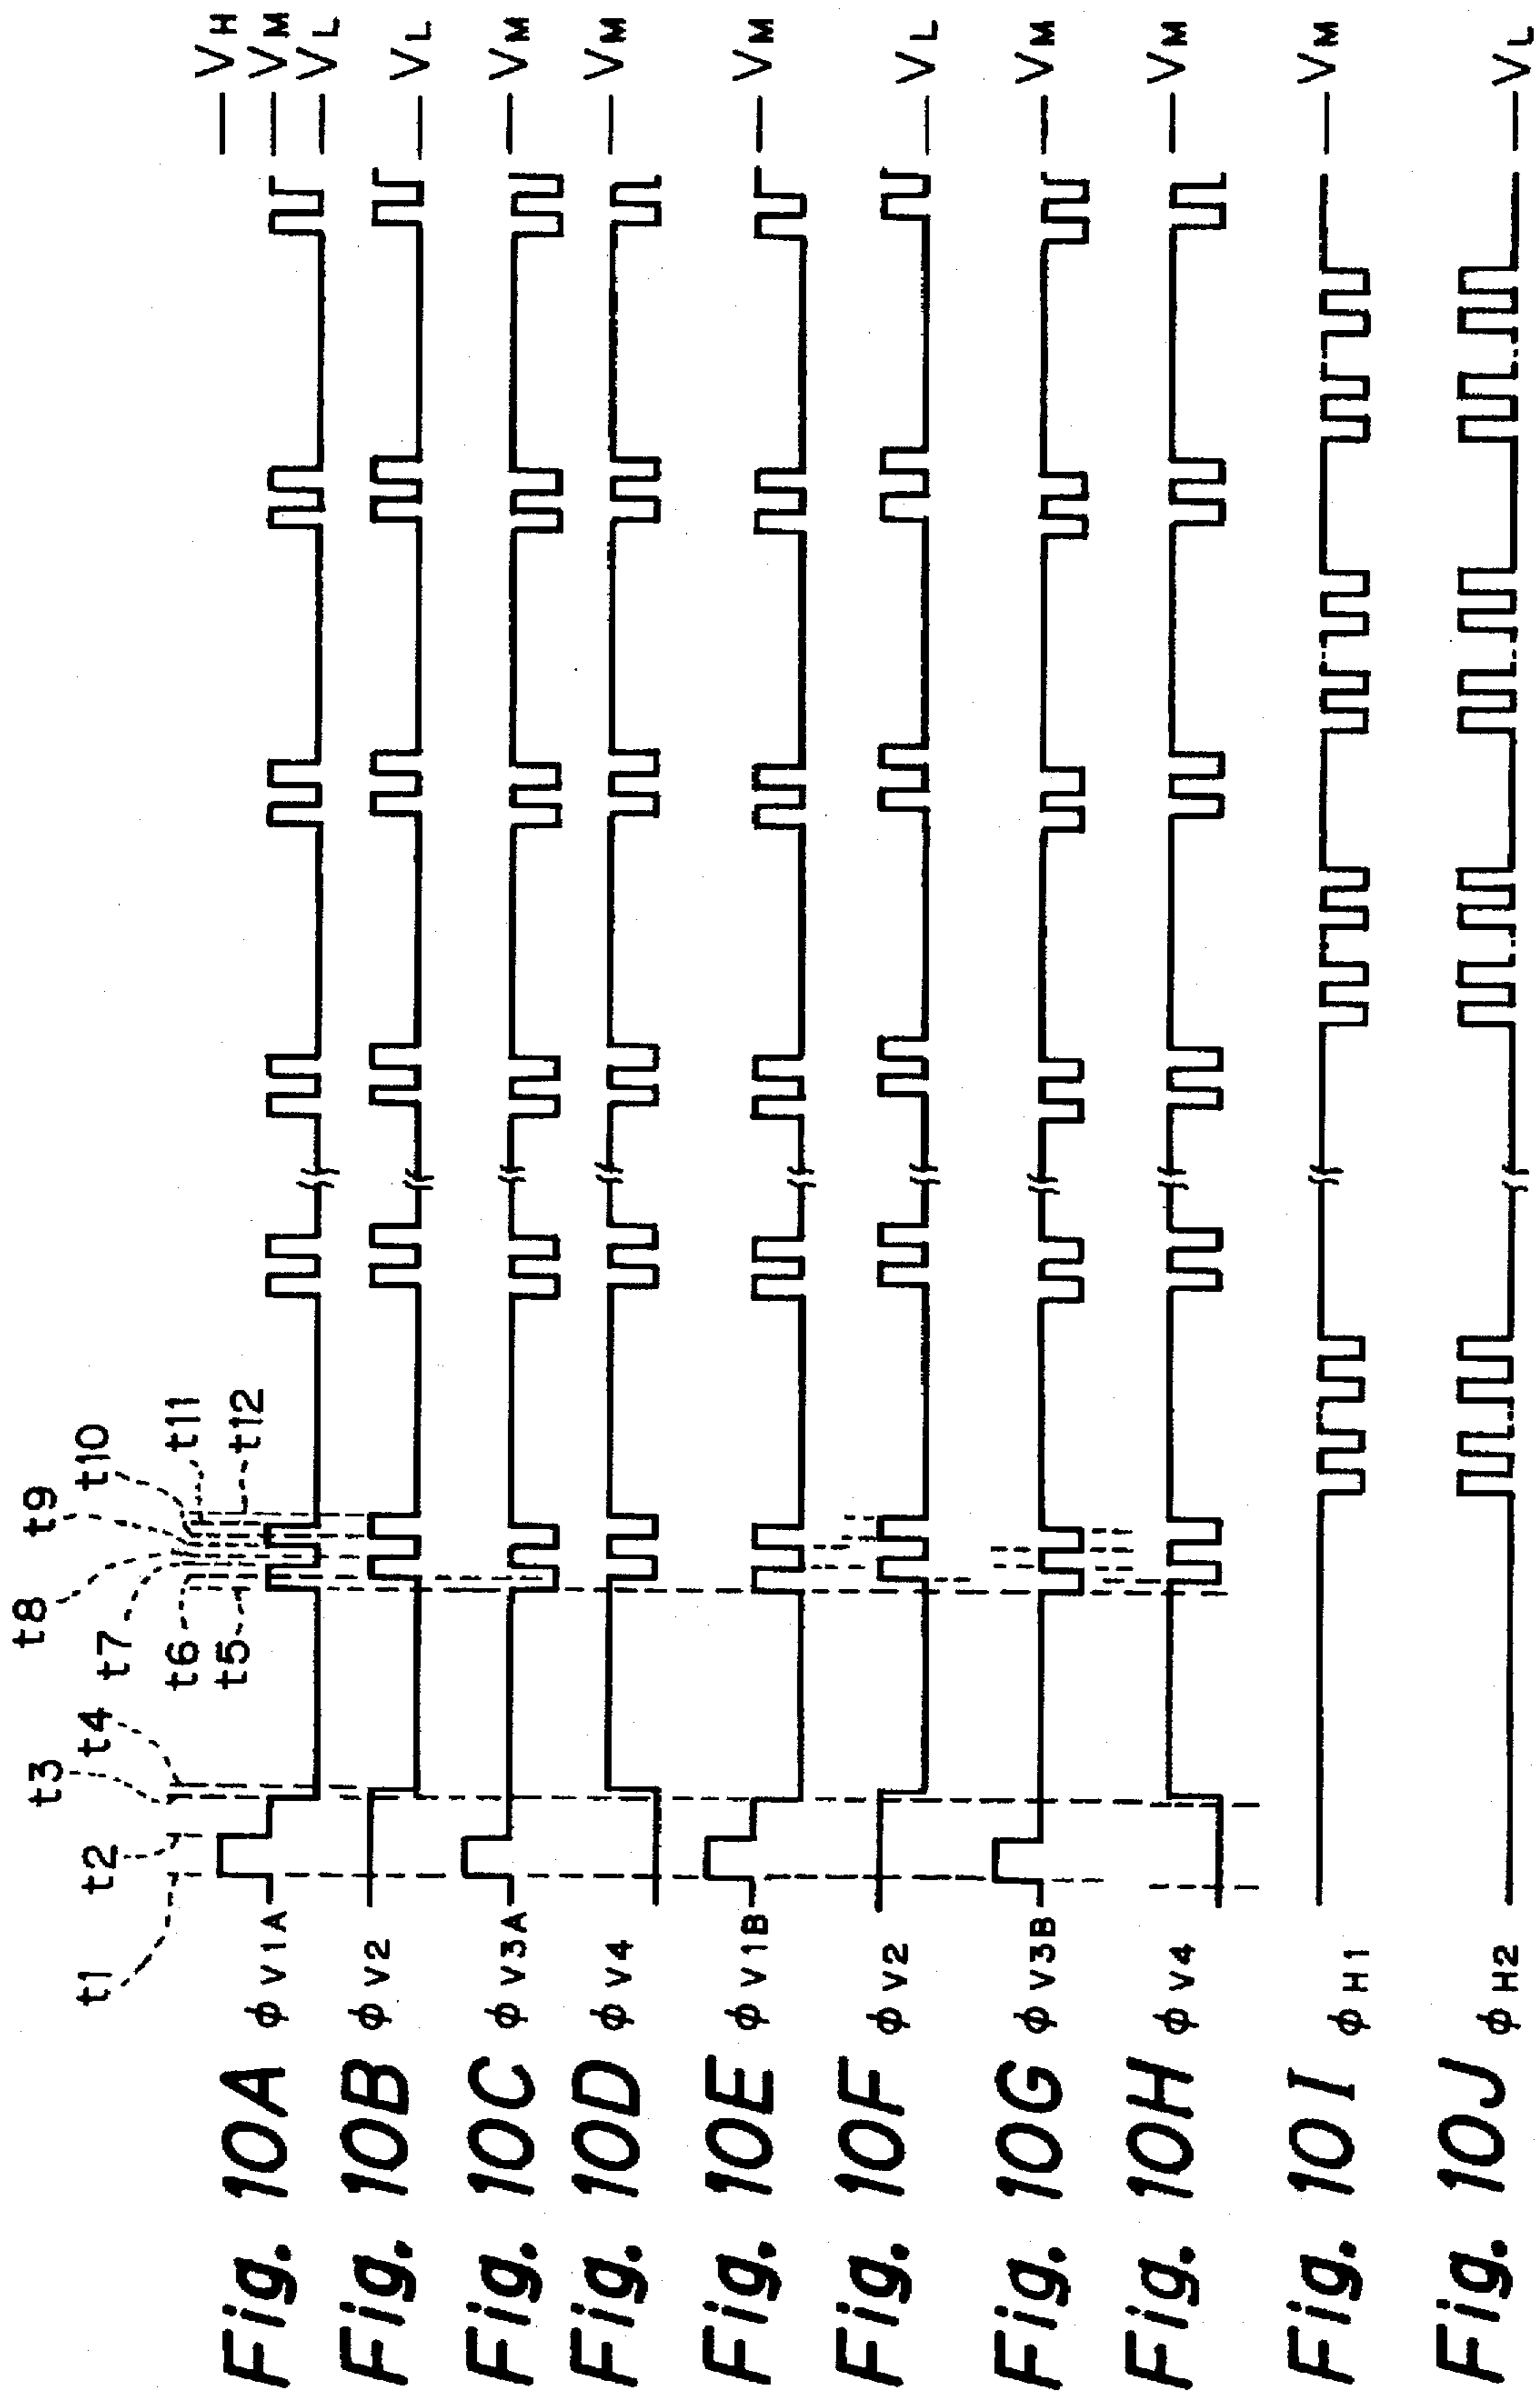 t1 t2 t3 t4 t5 t6 t7 t8 t9 t10 t11 t12
Fig. 10A φV1A VH VM VL
Fig. 10B φV2 VL
Fig. 10C φV3A VM
Fig. 10D φV4 VM
Fig. 10E φV1B VM
Fig. 10F φV2 VL
Fig. 10G φV3B VM
Fig. 10H φV4 VM
Fig. 10I φH1 VM
Fig. 10J φH2 VL